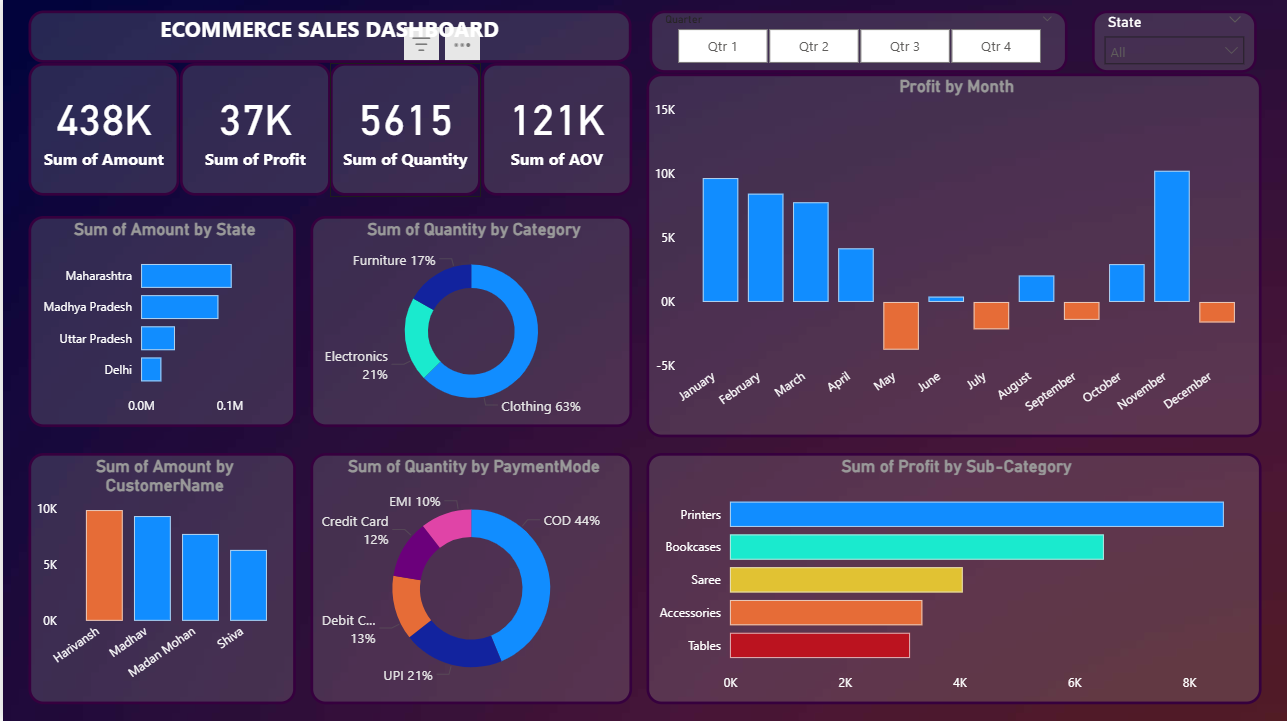 ECOMMERCE SALES DASHBOARD
Quarter
Qtr 1
Qtr 2
Qtr 3
Qtr 4
State
All
438K
Sum of Amount
37K
Sum of Profit
5615
Sum of Quantity
121K
Sum of AOV
Profit by Month
15K
10K
5K
0K
-5K
January
February
March
April
May
June
July
August
September
October
November
December
Sum of Amount by State
Maharashtra
Madhya Pradesh
Uttar Pradesh
Delhi
0.0M
0.1M
Sum of Quantity by Category
Furniture 17%
Electronics
21%
Clothing 63%
Sum of Amount by
CustomerName
10K
5K
0K
Harivansh
Madhav
Madan Mohan
Shiva
Sum of Quantity by PaymentMode
EMI 10%
COD 44%
Credit Card
12%
Debit C...
13%
UPI 21%
Sum of Profit by Sub-Category
Printers
Bookcases
Saree
Accessories
Tables
0K
2K
4K
6K
8K